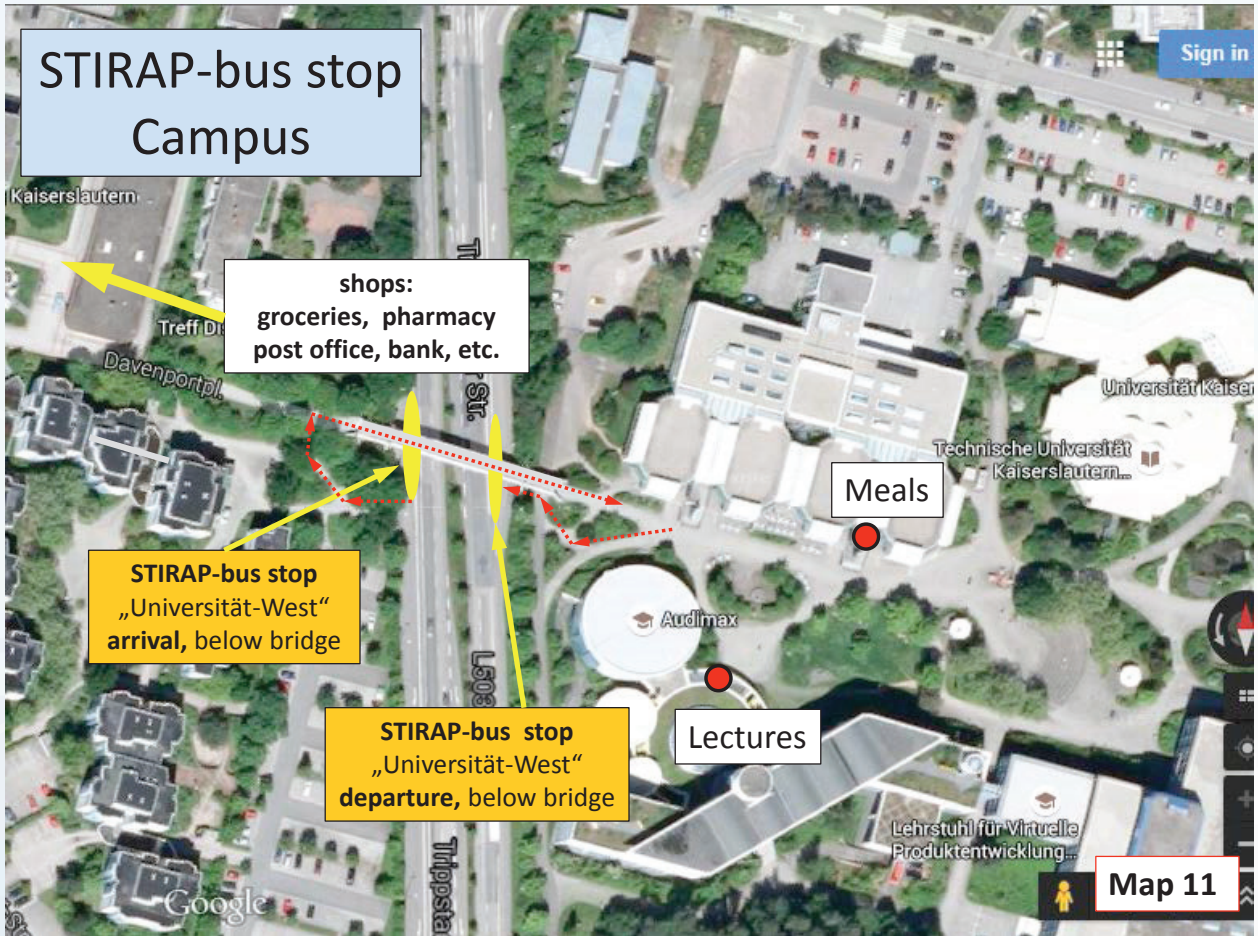 STIRAP-bus stop
Campus
Sign in
Kaiserslautern
shops:
groceries, pharmacy
post office, bank, etc.
Treff
Davenportpl.
Str.
Universität Kaiser
Technische Universität
Kaiserslautern...
Meals
STIRAP-bus stop
„Universität-West“
arrival, below bridge
Audimax
L503
STIRAP-bus stop
„Universität-West“
departure, below bridge
Lectures
Lehrstuhl für Virtuelle
Produktentwicklung...
Trippsta
Google
Map 11